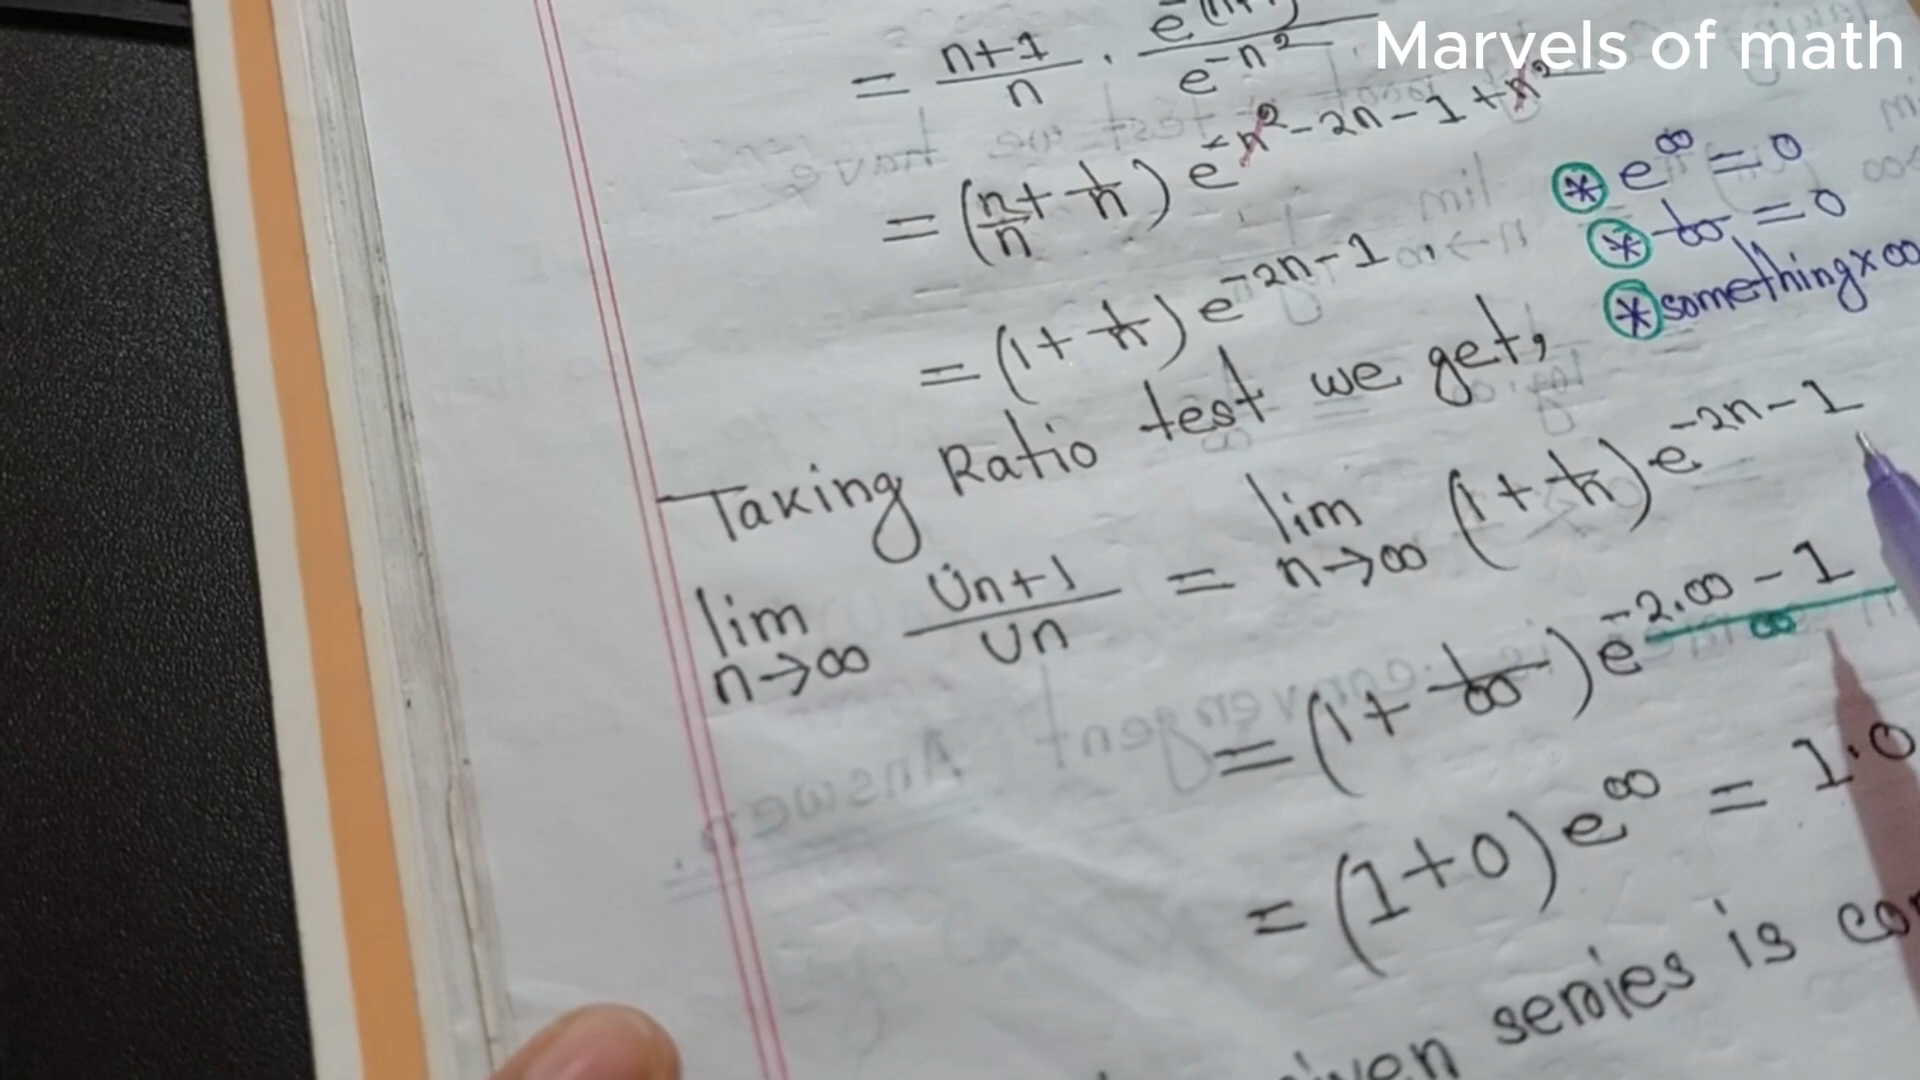 Marvels of math
= n+1/n . e^-(n+1)/e^-n²
= (n/n + 1/n) e^-n²-2n-1+n²
= (1 + 1/n) e^-2n-1
* e^∞ = 0
* 1/∞ = 0
* something×∞
Taking Ratio test we get,
lim n→∞ Un+1/Un = lim n→∞ (1 + 1/n) e^-2n-1
= (1 + 1/∞) e^-2.∞-1
∞
= (1+0) e^∞ = 1.0
series is